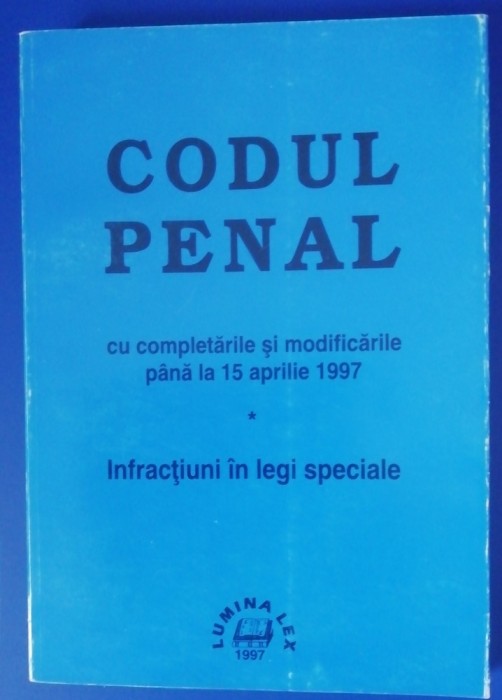 CODUL
PENAL
cu completările şi modificările
până la 15 aprilie 1997
*
Infracţiuni în legi speciale
LUMINA LEX
1997